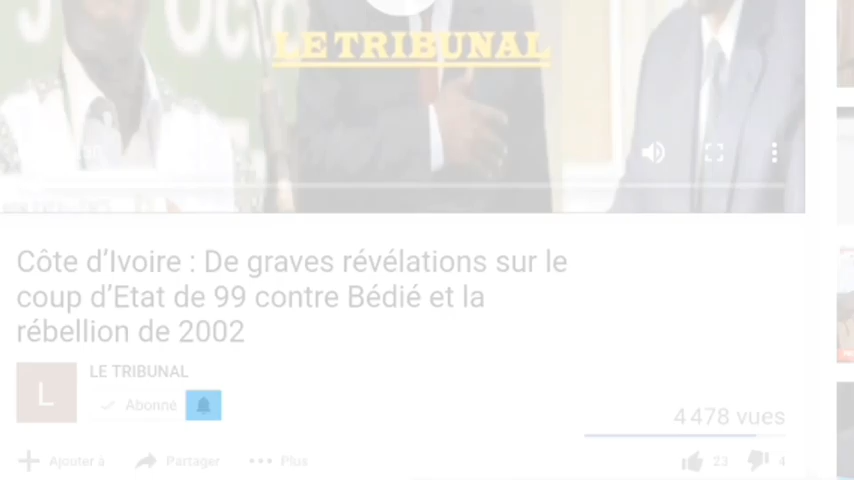 LE TRIBUNAL
Côte d’Ivoire : De graves révélations sur le
coup d’Etat de 99 contre Bédié et la
rébellion de 2002
L
LE TRIBUNAL
Abonné
4 478 vues
Ajouter à
Partager
Plus
23
4